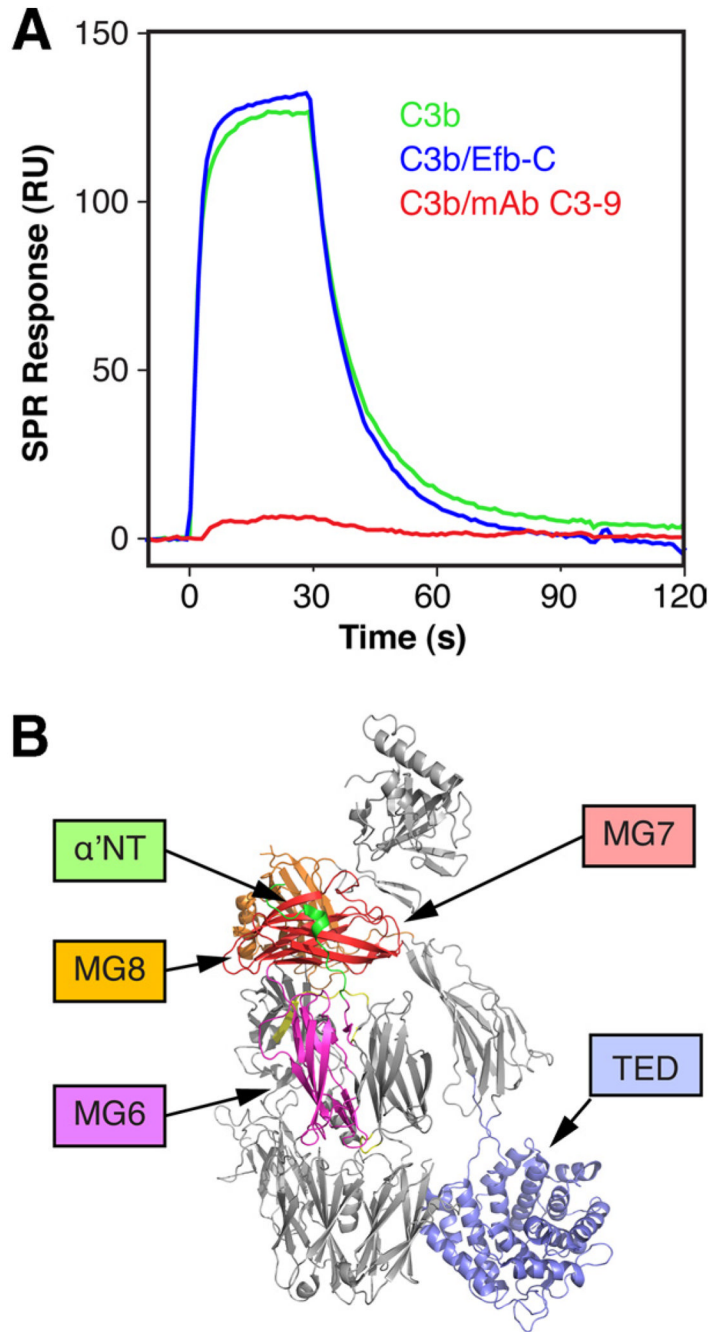 A
150
100
50
0
SPR Response (RU)
C3b
C3b/Efb-C
C3b/mAb C3-9
0 30 60 90 120
Time (s)
B
α’NT
MG7
MG8
MG6
TED